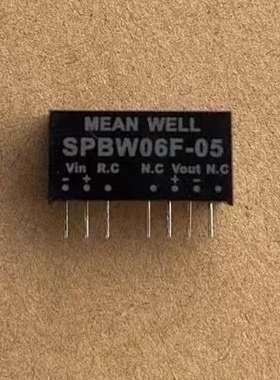 MEAN WELL
SPBW06F-05
Vin R.C N.C Vout N.C
- + + -